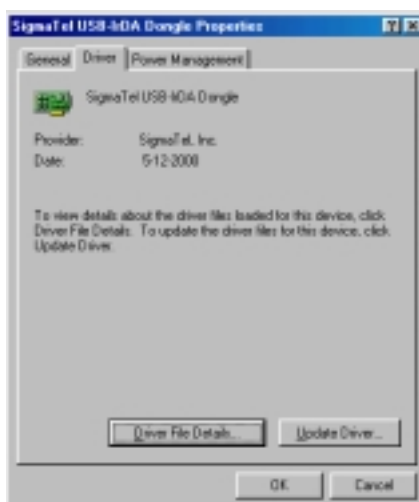 SigmaTel USB-IrDA Dongle Properties
General Driver Power Management
SigmaTel USB-IrDA Dongle
Provider: SigmaTel, Inc.
Date: 5-12-2000
To view details about the driver files loaded for this device, click
Driver File Details. To update the driver files for this device, click
Update Driver.
Driver File Details... Update Driver...
OK Cancel